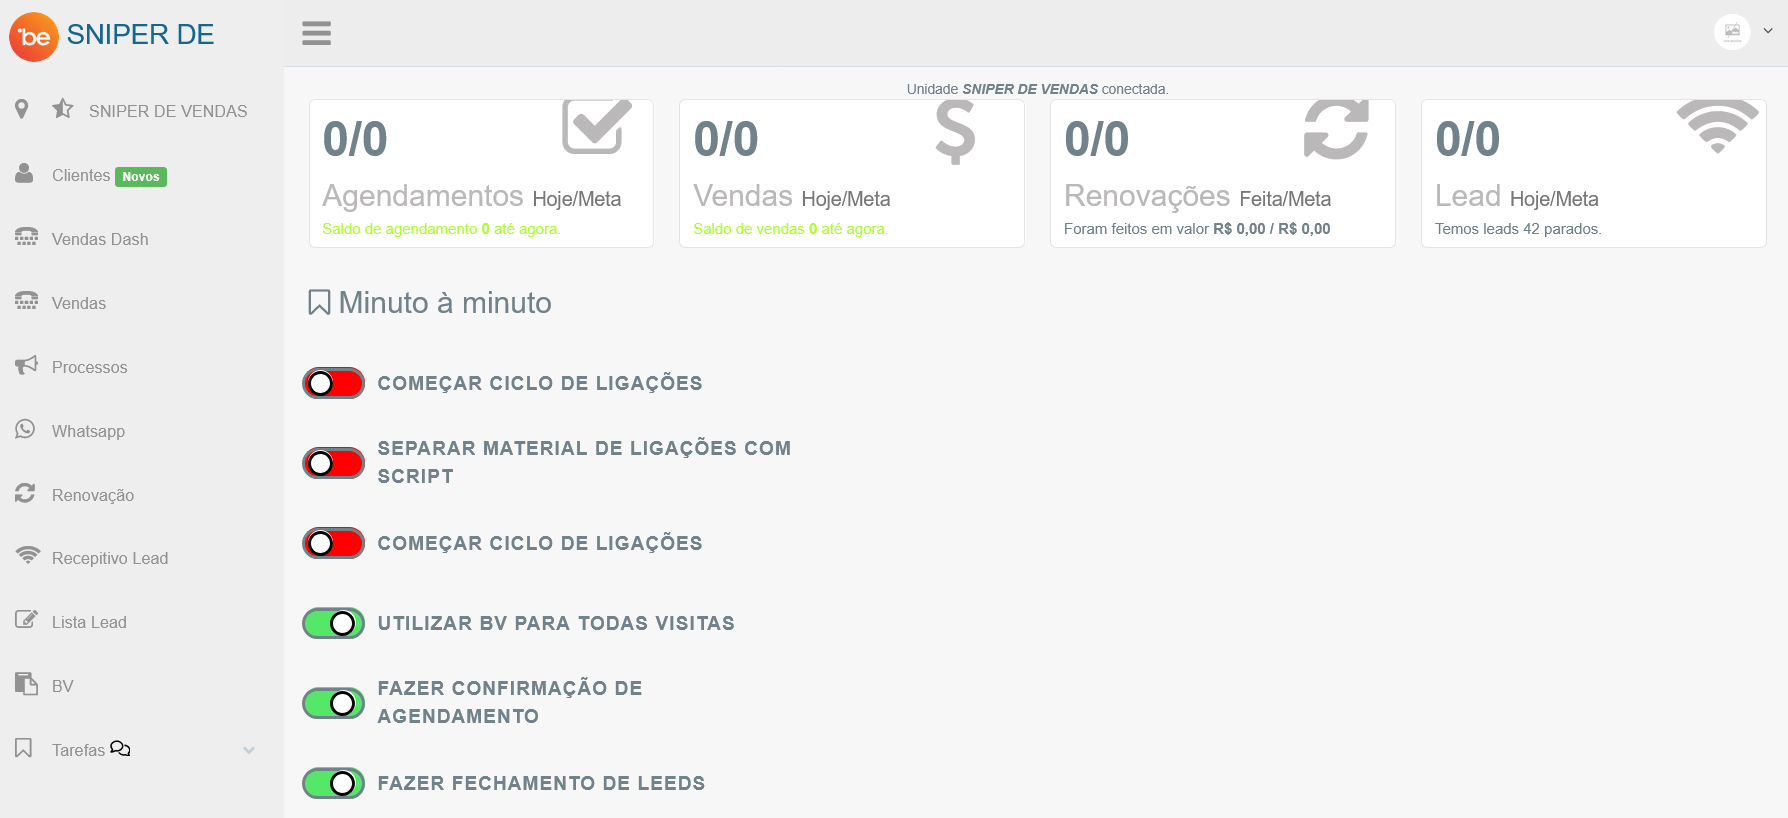 be SNIPER DE
SNIPER DE VENDAS
Clientes Novos
Vendas Dash
Vendas
Processos
Whatsapp
Renovação
Recepitivo Lead
Lista Lead
BV
Tarefas
Unidade SNIPER DE VENDAS conectada.
0/0
Agendamentos Hoje/Meta
Saldo de agendamento 0 até agora.
0/0
Vendas Hoje/Meta
Saldo de vendas 0 até agora.
0/0
Renovações Feita/Meta
Foram feitos em valor R$ 0,00 / R$ 0,00
0/0
Lead Hoje/Meta
Temos leads 42 parados.
Minuto à minuto
COMEÇAR CICLO DE LIGAÇÕES
SEPARAR MATERIAL DE LIGAÇÕES COM
SCRIPT
COMEÇAR CICLO DE LIGAÇÕES
UTILIZAR BV PARA TODAS VISITAS
FAZER CONFIRMAÇÃO DE
AGENDAMENTO
FAZER FECHAMENTO DE LEEDS